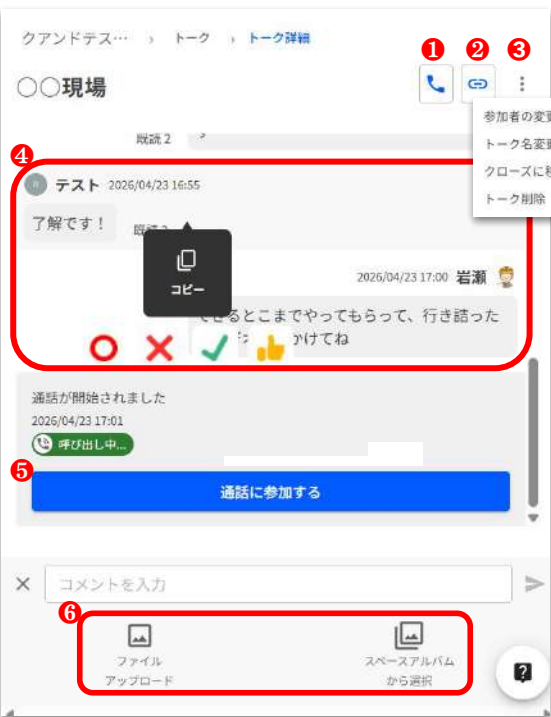 クアンドテス… › トーク › トーク詳細
❶ ❷ ❸
○○現場
参加者の変更
トーク名変更
クローズに移
トーク削除
既読 2
❹
テスト 2026/04/23 16:55
了解です！
コピー
2026/04/23 17:00 岩瀬
できるとこまでやってもらって、行き詰った
かけてね
通話が開始されました
2026/04/23 17:01
呼び出し中...
❺
通話に参加する
コメントを入力
❻
ファイル
アップロード
スペースアルバム
から選択